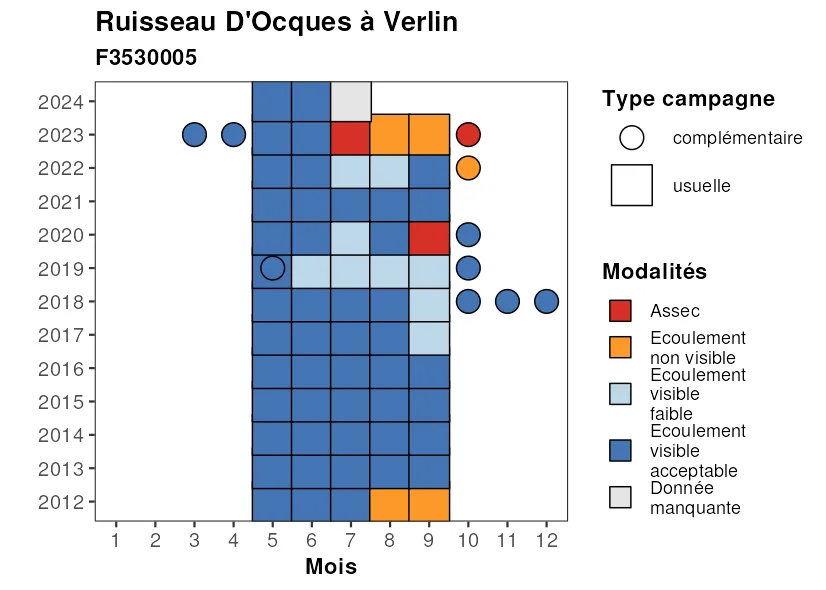 Ruisseau D'Ocques à Verlin
F3530005
2024
2023
2022
2021
2020
2019
2018
2017
2016
2015
2014
2013
2012
1 2 3 4 5 6 7 8 9 10 11 12
Mois
Type campagne
complémentaire
usuelle
Modalités
Assec
Ecoulement
non visible
Ecoulement
visible
faible
Ecoulement
visible
acceptable
Donnée
manquante